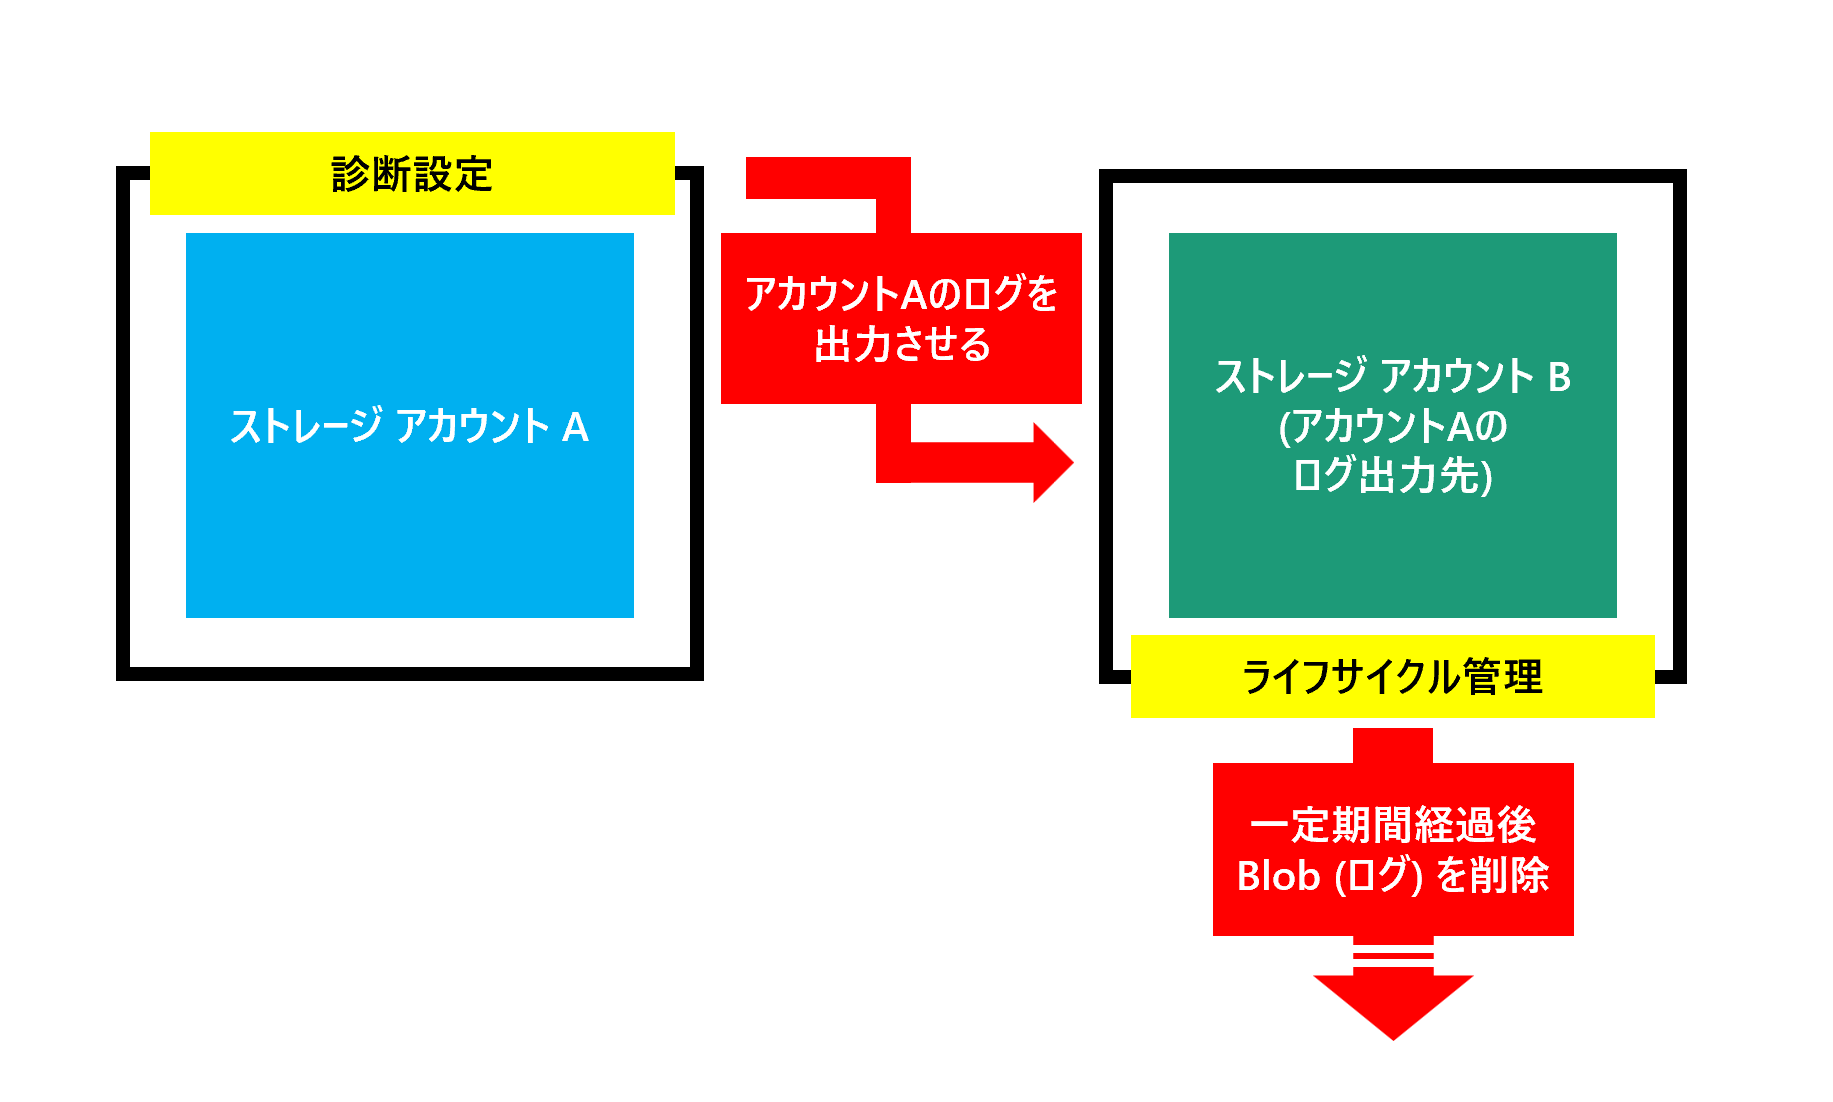 診断設定
ストレージ アカウント A
アカウントAのログを
出力させる
ストレージ アカウント B
(アカウントAの
ログ出力先)
ライフサイクル管理
一定期間経過後
Blob (ログ) を削除